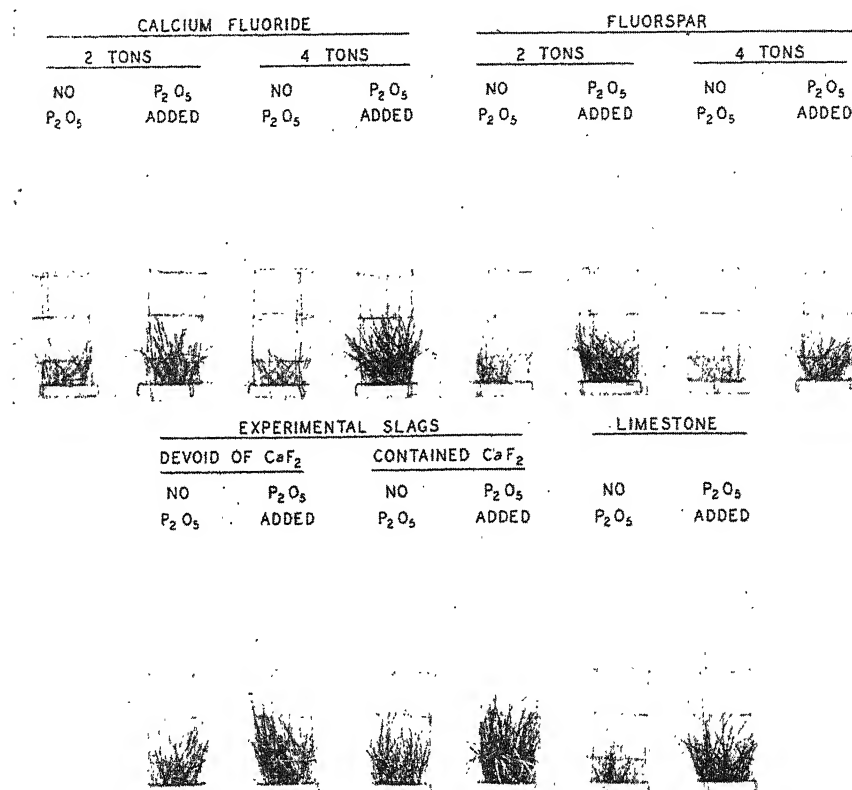 CALCIUM FLUORIDE FLUORSPAR
2 TONS 4 TONS 2 TONS 4 TONS
NO P₂O₅ NO P₂O₅ NO P₂O₅ NO P₂O₅
P₂O₅ ADDED P₂O₅ ADDED P₂O₅ ADDED P₂O₅ ADDED
EXPERIMENTAL SLAGS LIMESTONE
DEVOID OF CaF₂ CONTAINED CaF₂
NO P₂O₅ NO P₂O₅ NO P₂O₅
P₂O₅ ADDED P₂O₅ ADDED P₂O₅ ADDED